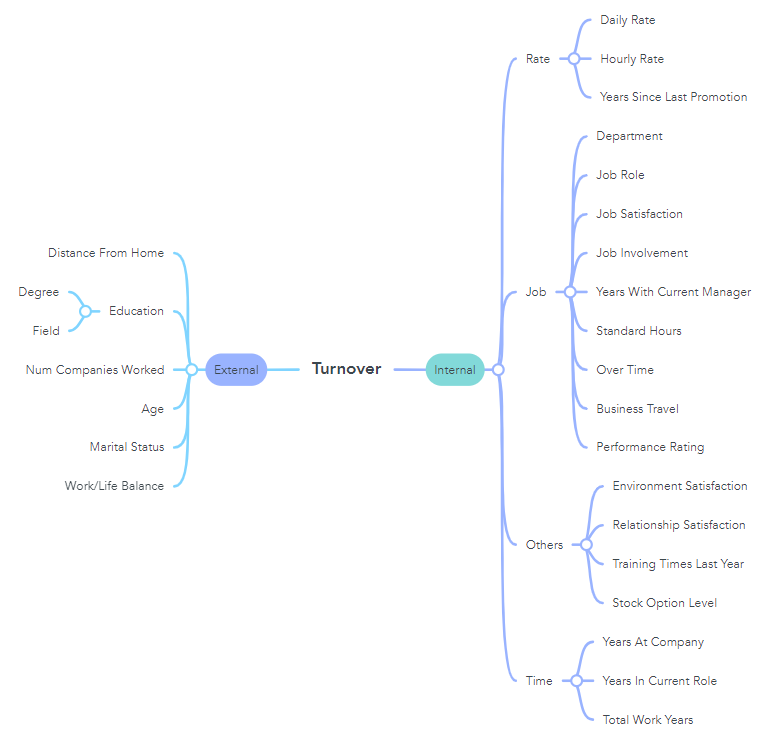 Turnover
External
Distance From Home
Education
Degree
Field
Num Companies Worked
Age
Marital Status
Work/Life Balance
Internal
Rate
Daily Rate
Hourly Rate
Years Since Last Promotion
Job
Department
Job Role
Job Satisfaction
Job Involvement
Years With Current Manager
Standard Hours
Over Time
Business Travel
Performance Rating
Others
Environment Satisfaction
Relationship Satisfaction
Training Times Last Year
Stock Option Level
Time
Years At Company
Years In Current Role
Total Work Years